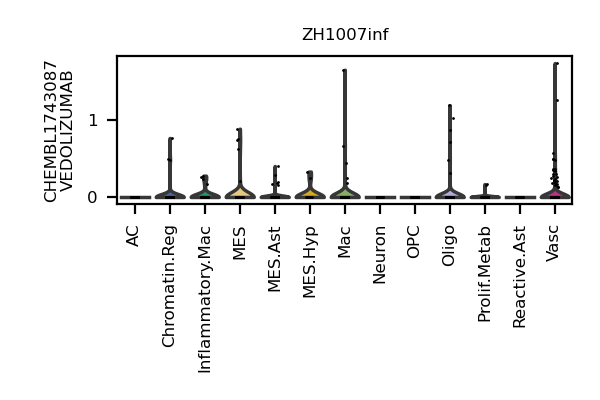 ZH1007inf
CHEMBL1743087
VEDOLIZUMAB
1
0
AC
Chromatin.Reg
Inflammatory.Mac
MES
MES.Ast
MES.Hyp
Mac
Neuron
OPC
Oligo
Prolif.Metab
Reactive.Ast
Vasc